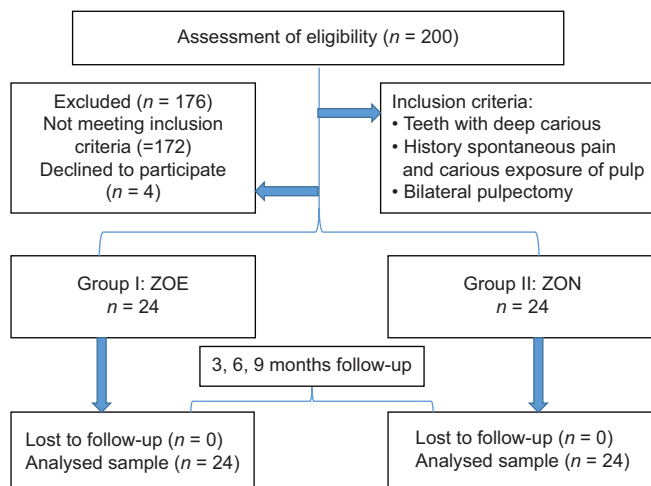 Assessment of eligibility (n = 200)
Excluded (n = 176)
Not meeting inclusion
criteria (=172)
Declined to participate
(n = 4)
Inclusion criteria:
• Teeth with deep carious
• History spontaneous pain
and carious exposure of pulp
• Bilateral pulpectomy
Group I: ZOE
n = 24
Group II: ZON
n = 24
3, 6, 9 months follow-up
Lost to follow-up (n = 0)
Analysed sample (n = 24)
Lost to follow-up (n = 0)
Analysed sample (n = 24)